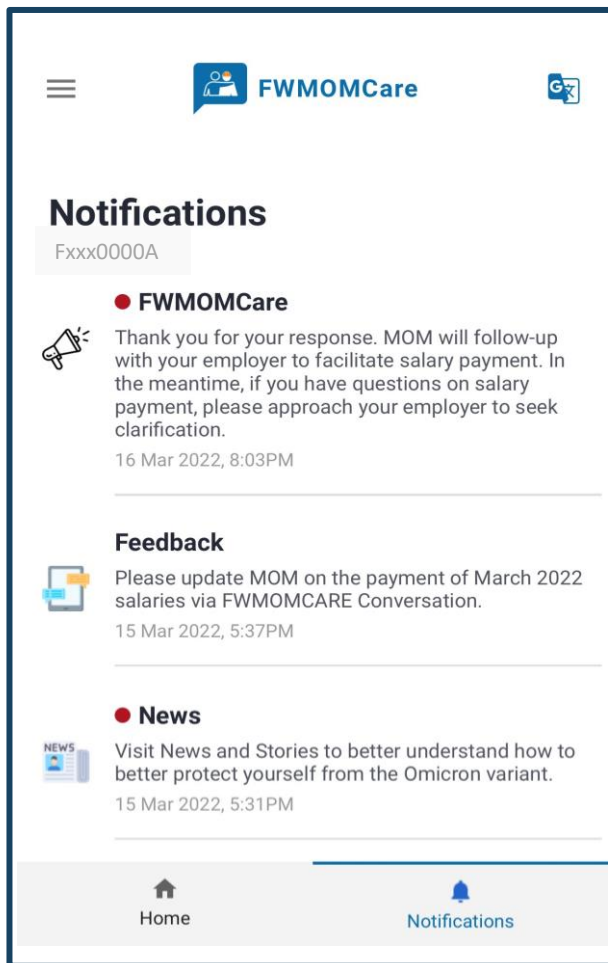 FWMOMCare
G
Notifications
Fxxx0000A
FWMOMCare
Thank you for your response. MOM will follow-up
with your employer to facilitate salary payment. In
the meantime, if you have questions on salary
payment, please approach your employer to seek
clarification.
16 Mar 2022, 8:03PM
Feedback
Please update MOM on the payment of March 2022
salaries via FWMOMCARE Conversation.
15 Mar 2022, 5:37PM
News
NEWS
Visit News and Stories to better understand how to
better protect yourself from the Omicron variant.
15 Mar 2022, 5:31PM
Home
Notifications